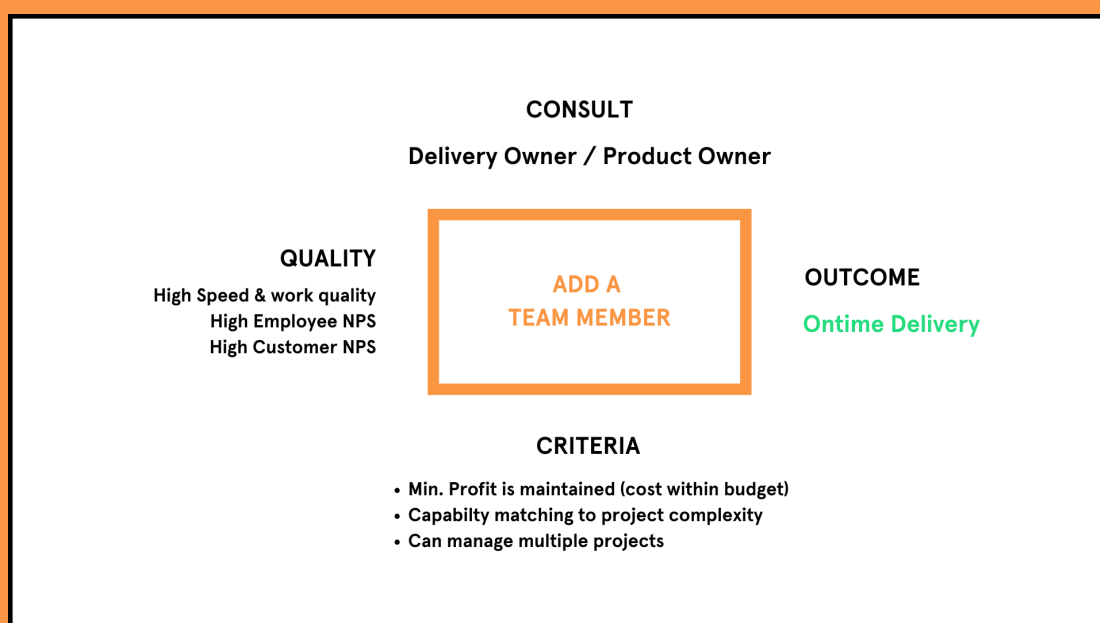 CONSULT
Delivery Owner / Product Owner
QUALITY
High Speed & work quality
High Employee NPS
High Customer NPS
ADD A
TEAM MEMBER
OUTCOME
Ontime Delivery
CRITERIA
• Min. Profit is maintained (cost within budget)
• Capabilty matching to project complexity
• Can manage multiple projects